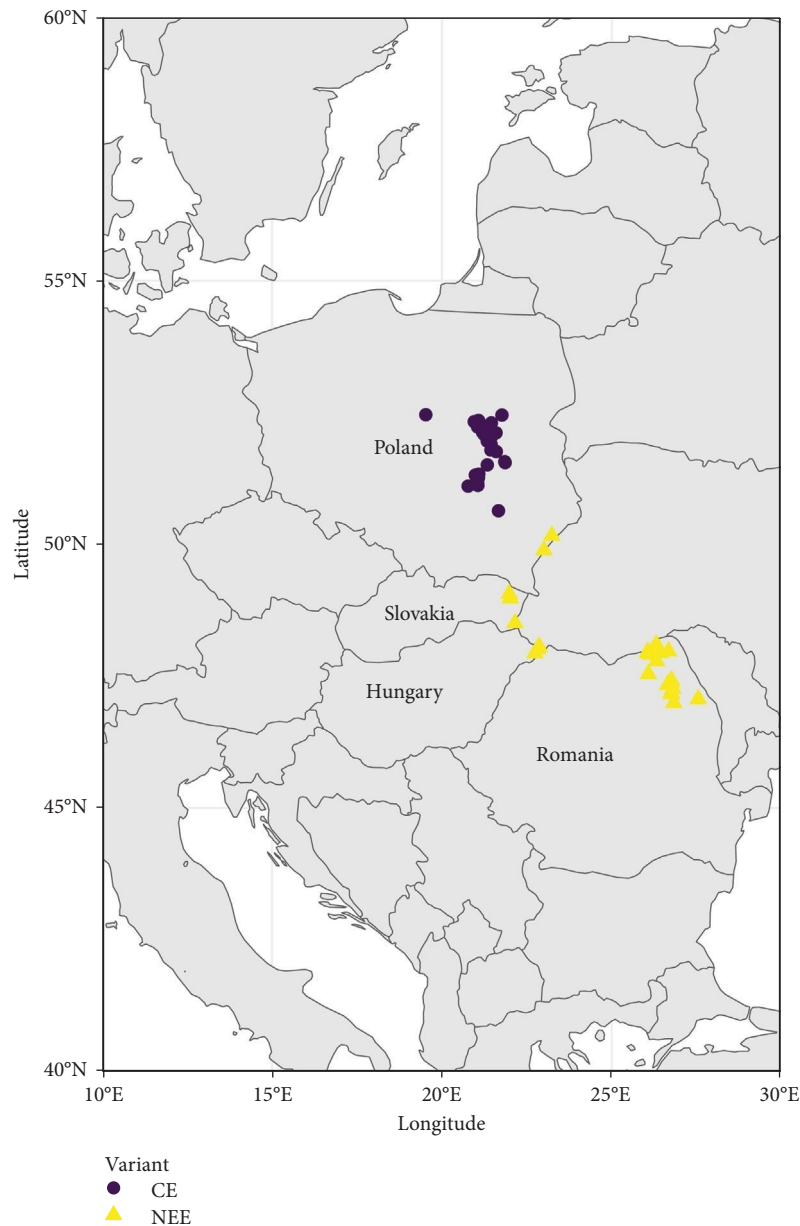 60°N
55°N
Poland
50°N
Slovakia
Hungary
Romania
45°N
40°N
10°E 15°E 20°E 25°E 30°E
Latitude
Longitude
Variant
CE
NEE